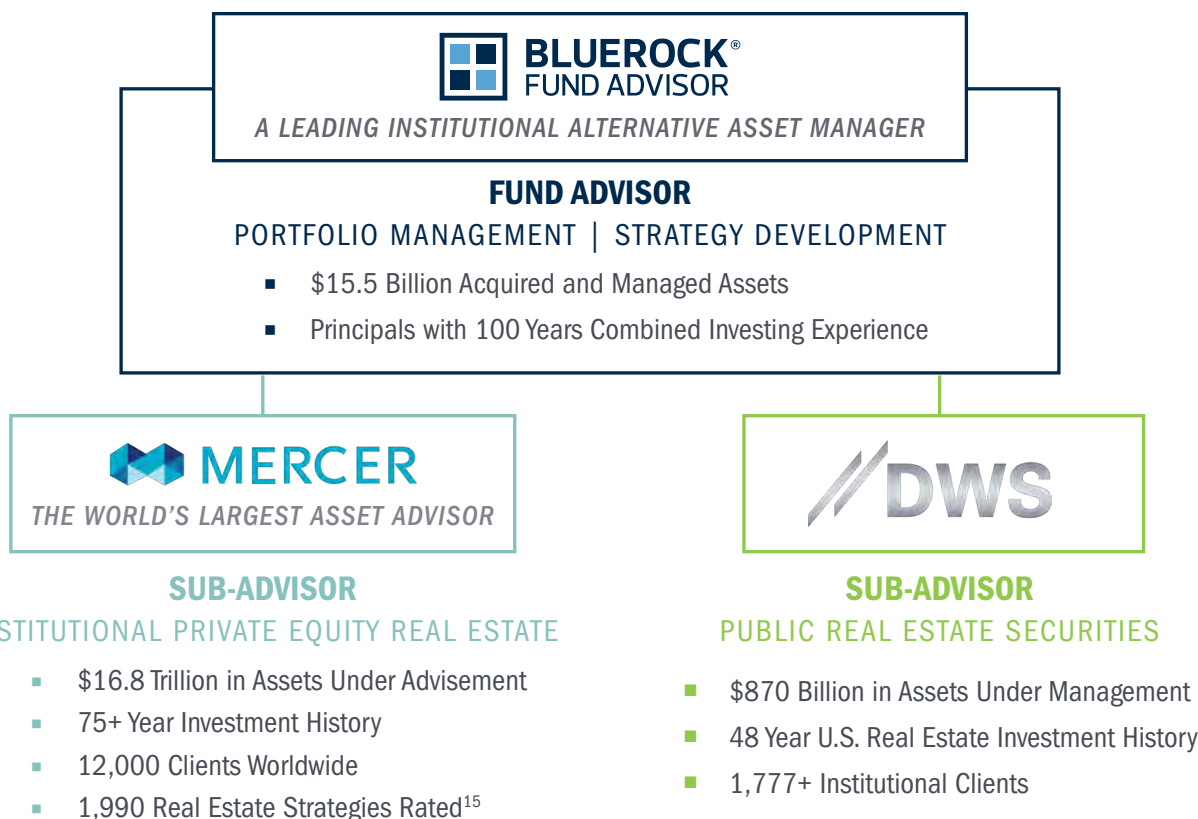 BLUEROCK®
FUND ADVISOR
A LEADING INSTITUTIONAL ALTERNATIVE ASSET MANAGER
FUND ADVISOR
PORTFOLIO MANAGEMENT | STRATEGY DEVELOPMENT
▪ $15.5 Billion Acquired and Managed Assets
▪ Principals with 100 Years Combined Investing Experience
MERCER
THE WORLD'S LARGEST ASSET ADVISOR
SUB-ADVISOR
STITUTIONAL PRIVATE EQUITY REAL ESTATE
▪ $16.8 Trillion in Assets Under Advisement
▪ 75+ Year Investment History
▪ 12,000 Clients Worldwide
▪ 1,990 Real Estate Strategies Rated15
DWS
SUB-ADVISOR
PUBLIC REAL ESTATE SECURITIES
▪ $870 Billion in Assets Under Management
▪ 48 Year U.S. Real Estate Investment History
▪ 1,777+ Institutional Clients